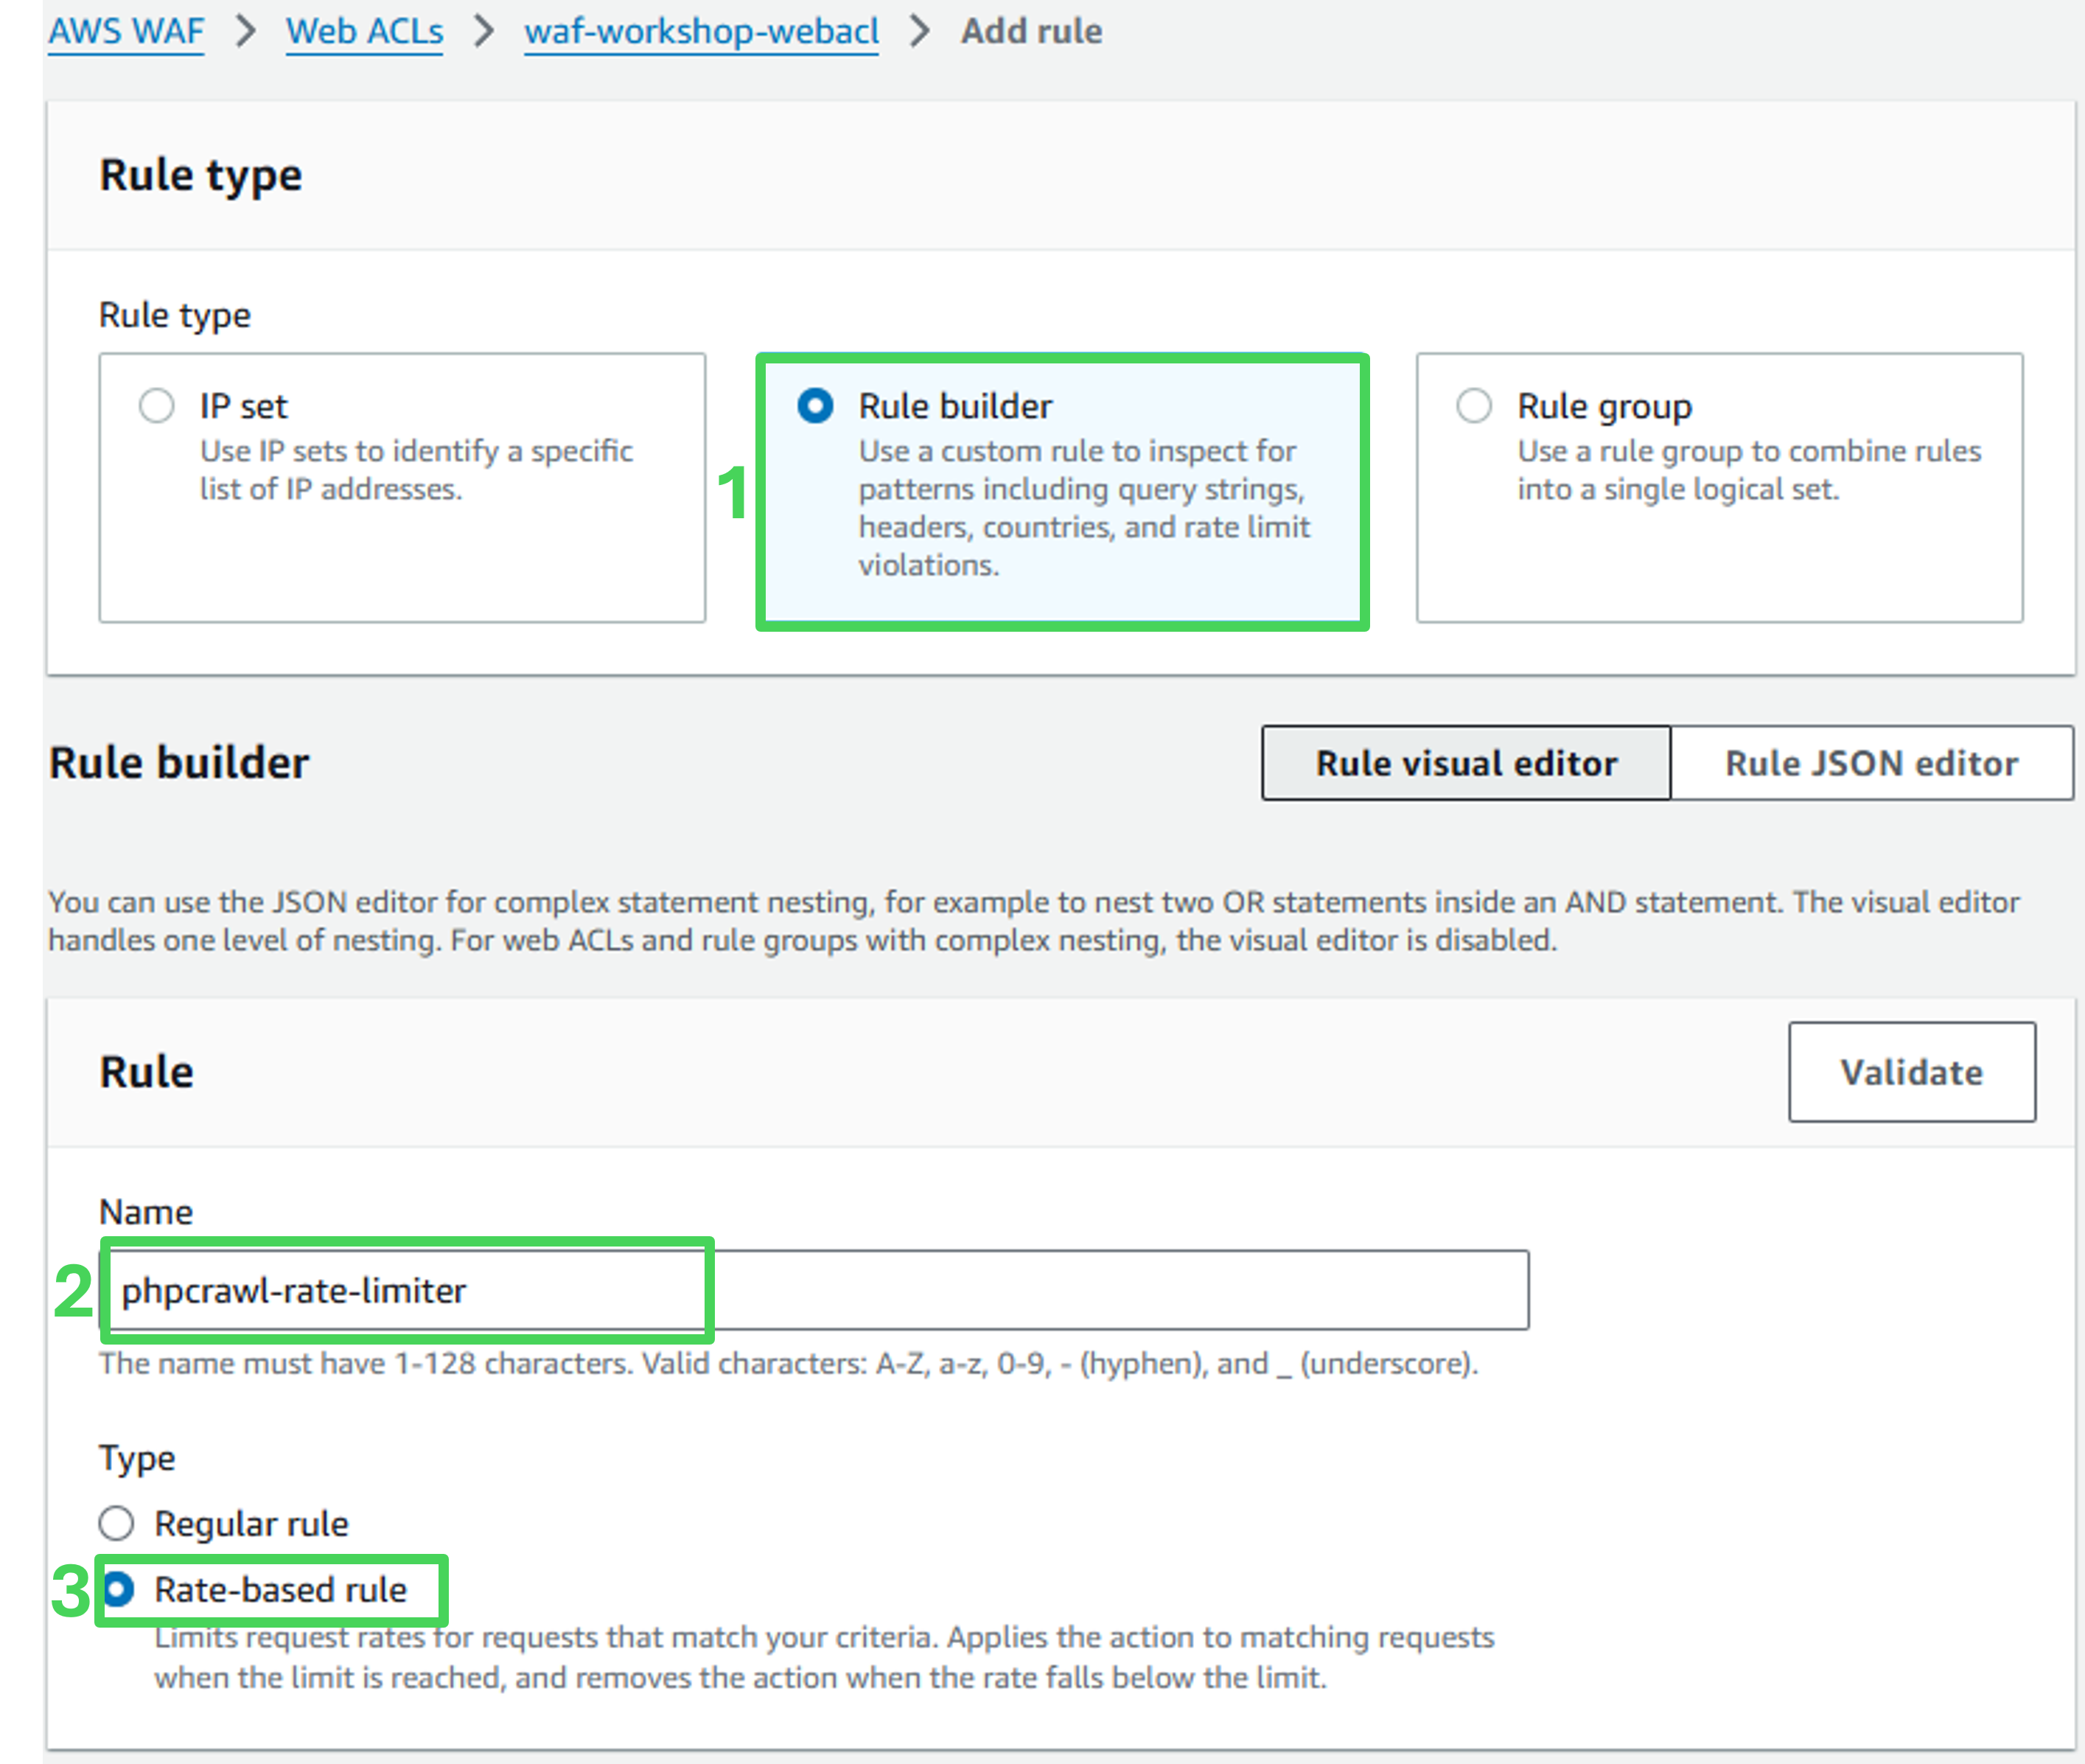 AWS WAF > Web ACLs > waf-workshop-webacl > Add rule
Rule type
Rule type
IP set
Use IP sets to identify a specific
list of IP addresses.
1
Rule builder
Use a custom rule to inspect for
patterns including query strings,
headers, countries, and rate limit
violations.
Rule group
Use a rule group to combine rules
into a single logical set.
Rule builder
Rule visual editor
Rule JSON editor
You can use the JSON editor for complex statement nesting, for example to nest two OR statements inside an AND statement. The visual editor
handles one level of nesting. For web ACLs and rule groups with complex nesting, the visual editor is disabled.
Rule
Validate
Name
2
phpcrawl-rate-limiter
The name must have 1-128 characters. Valid characters: A-Z, a-z, 0-9, - (hyphen), and _ (underscore).
Type
Regular rule
3
Rate-based rule
Limits request rates for requests that match your criteria. Applies the action to matching requests
when the limit is reached, and removes the action when the rate falls below the limit.